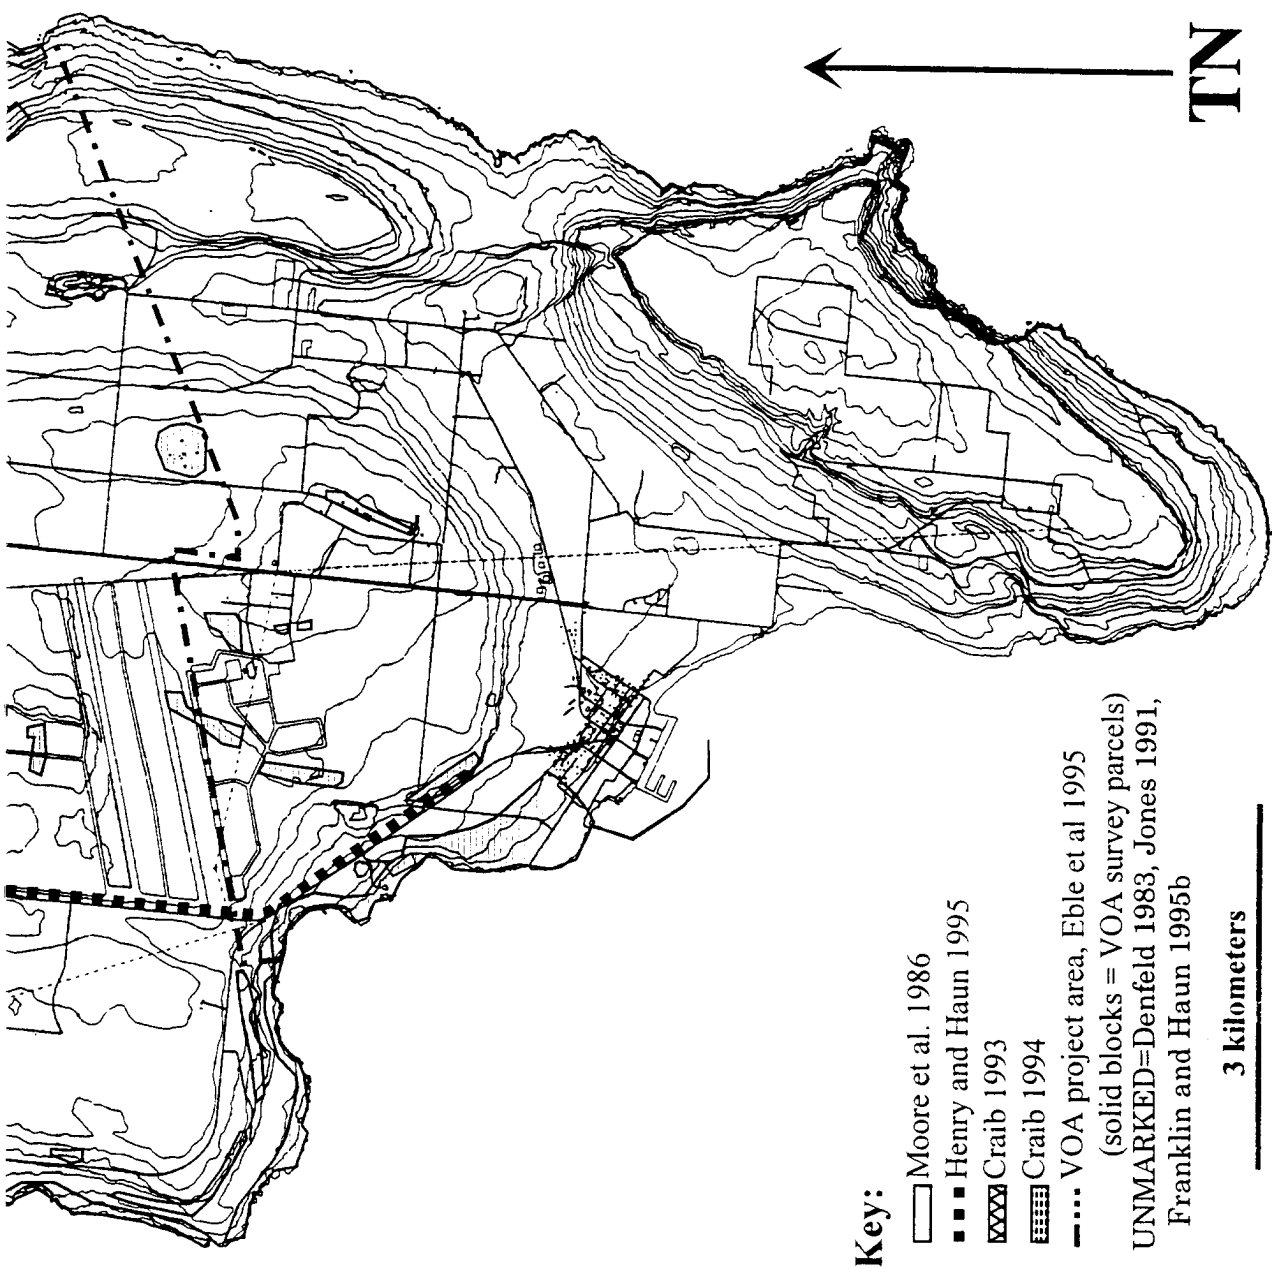 TN
Key:
Moore et al. 1986
Henry and Haun 1995
Craib 1993
Craib 1994
VOA project area, Eble et al 1995
(solid blocks = VOA survey parcels)
UNMARKED=Denfeld 1983, Jones 1991,
Franklin and Haun 1995b
3 kilometers